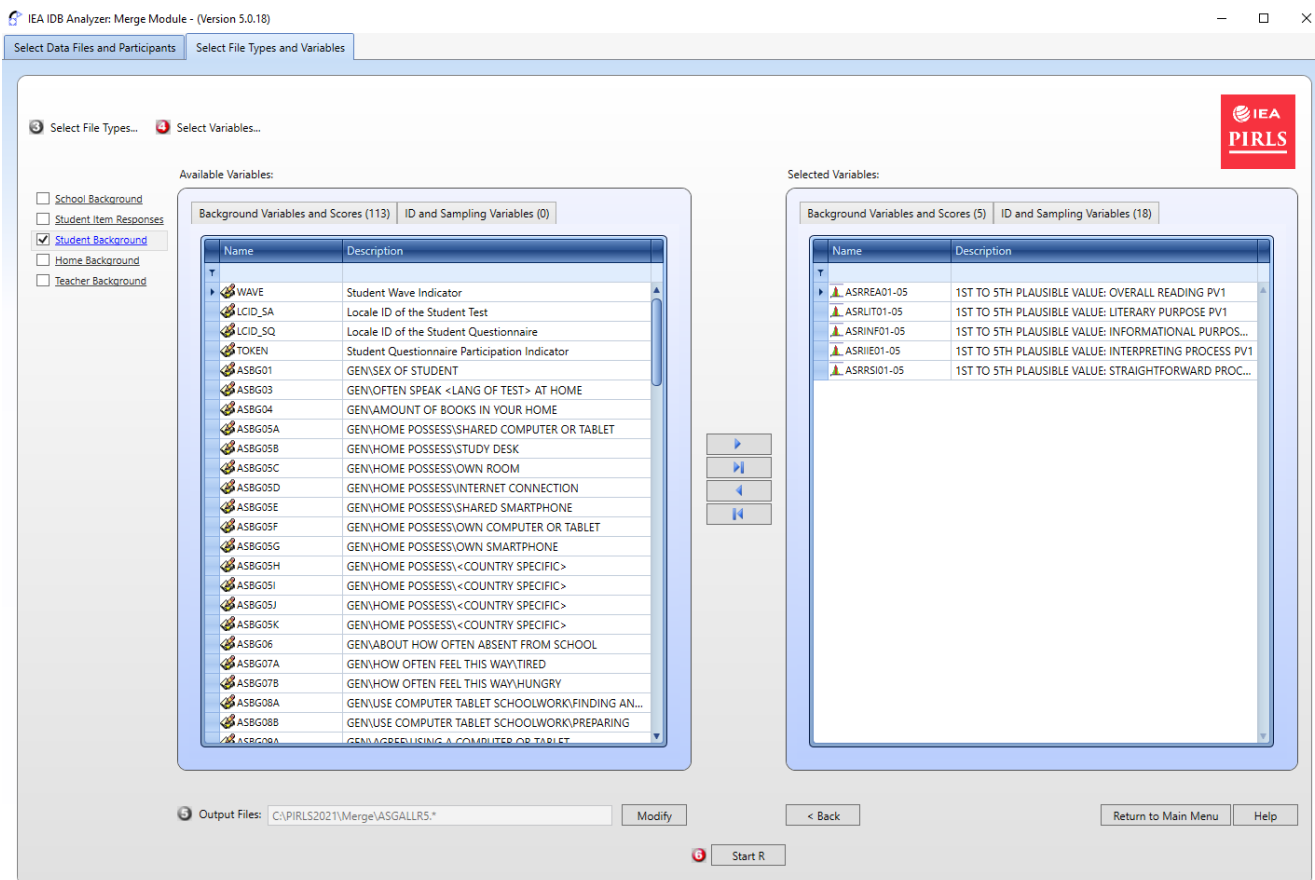 IEA IDB Analyzer: Merge Module - (Version 5.0.18)
Select Data Files and Participants
Select File Types and Variables
3 Select File Types...
4 Select Variables...
IEA
PIRLS
School Background
Student Item Responses
Student Background
Home Background
Teacher Background
Available Variables:
Background Variables and Scores (113)
ID and Sampling Variables (0)
Name Description
WAVE Student Wave Indicator
LCID_SA Locale ID of the Student Test
LCID_SQ Locale ID of the Student Questionnaire
TOKEN Student Questionnaire Participation Indicator
ASBG01 GEN\SEX OF STUDENT
ASBG03 GEN\OFTEN SPEAK <LANG OF TEST> AT HOME
ASBG04 GEN\AMOUNT OF BOOKS IN YOUR HOME
ASBG05A GEN\HOME POSSESS\SHARED COMPUTER OR TABLET
ASBG05B GEN\HOME POSSESS\STUDY DESK
ASBG05C GEN\HOME POSSESS\OWN ROOM
ASBG05D GEN\HOME POSSESS\INTERNET CONNECTION
ASBG05E GEN\HOME POSSESS\SHARED SMARTPHONE
ASBG05F GEN\HOME POSSESS\OWN COMPUTER OR TABLET
ASBG05G GEN\HOME POSSESS\OWN SMARTPHONE
ASBG05H GEN\HOME POSSESS\<COUNTRY SPECIFIC>
ASBG05I GEN\HOME POSSESS\<COUNTRY SPECIFIC>
ASBG05J GEN\HOME POSSESS\<COUNTRY SPECIFIC>
ASBG05K GEN\HOME POSSESS\<COUNTRY SPECIFIC>
ASBG06 GEN\ABOUT HOW OFTEN ABSENT FROM SCHOOL
ASBG07A GEN\HOW OFTEN FEEL THIS WAY\TIRED
ASBG07B GEN\HOW OFTEN FEEL THIS WAY\HUNGRY
ASBG08A GEN\USE COMPUTER TABLET SCHOOLWORK\FINDING AN...
ASBG08B GEN\USE COMPUTER TABLET SCHOOLWORK\PREPARING
ASBG09A GEN\AGREE\USING A COMPUTER OR TABLET
Selected Variables:
Background Variables and Scores (5)
ID and Sampling Variables (18)
Name Description
ASRREA01-05 1ST TO 5TH PLAUSIBLE VALUE: OVERALL READING PV1
ASRLIT01-05 1ST TO 5TH PLAUSIBLE VALUE: LITERARY PURPOSE PV1
ASRINF01-05 1ST TO 5TH PLAUSIBLE VALUE: INFORMATIONAL PURPOS...
ASRIIE01-05 1ST TO 5TH PLAUSIBLE VALUE: INTERPRETING PROCESS PV1
ASRRSI01-05 1ST TO 5TH PLAUSIBLE VALUE: STRAIGHTFORWARD PROC...
5 Output Files: C:\PIRLS2021\Merge\ASGALLR5.*
Modify
< Back
Return to Main Menu
Help
6 Start R